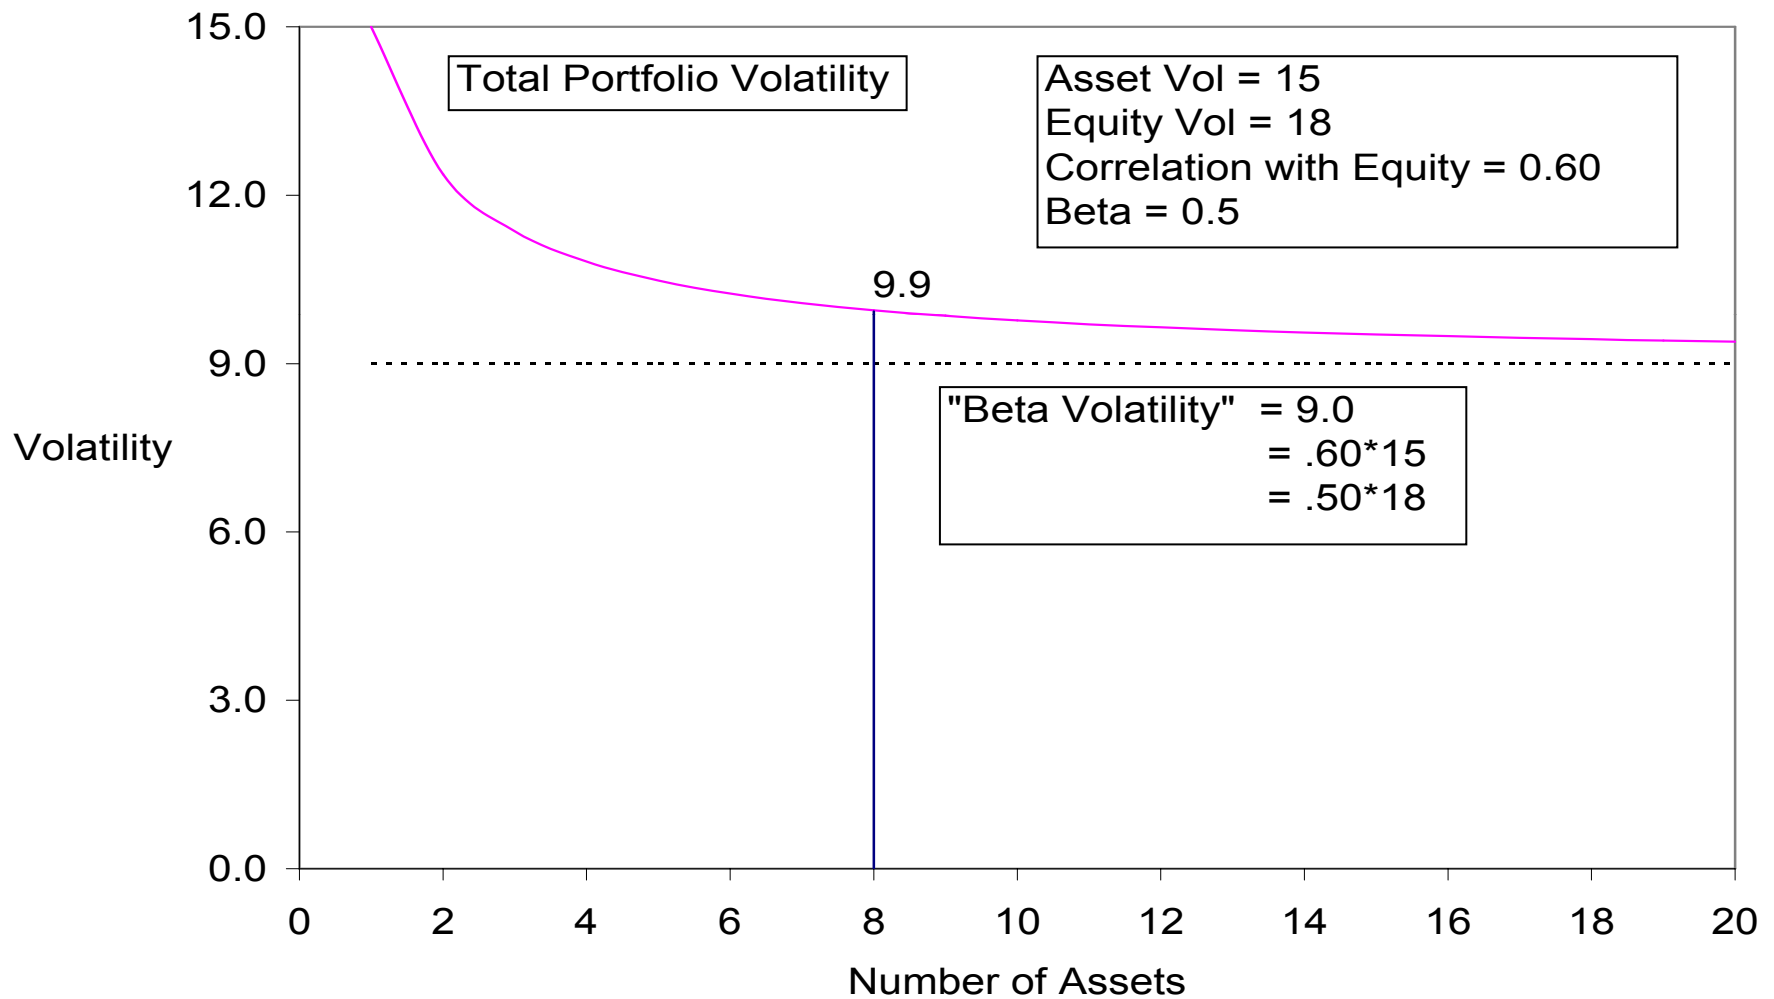 15.0
Total Portfolio Volatility
Asset Vol = 15
Equity Vol = 18
Correlation with Equity = 0.60
Beta = 0.5
12.0
9.9
9.0
"Beta Volatility" = 9.0
= .60*15
= .50*18
Volatility
6.0
3.0
0.0
0 2 4 6 8 10 12 14 16 18 20
Number of Assets